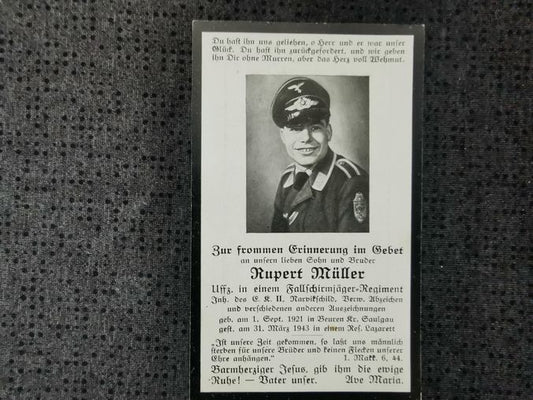 Du hast ihn uns geliehen, o Herr und er war unser
Glück. Du hast ihn zurückgefordert, und wir geben
ihn Dir ohne Murren, aber das Herz voll Wehmut.
Zur frommen Erinnerung im Gebet
an unsern lieben Sohn und Bruder
Rupert Müller
Uffz. in einem Fallschirmjäger-Regiment
Inh. des E. K. II. Narvikschild, Verw. Abzeichen
und verschiedenen anderen Auszeichnungen
geb. am 1. Sept. 1921 in Beuren Kr. Saulgau
gest. am 31. März 1943 in einem Res. Lazarett
„Ist unsere Zeit gekommen, so laßt uns männlich
sterben für unsere Brüder und keinen Flecken unserer
Ehre anhängen.“ 1. Makk. 6, 44.
Barmherziger Jesus, gib ihm die ewige
Ruhe! — Vater unser. Ave Maria.